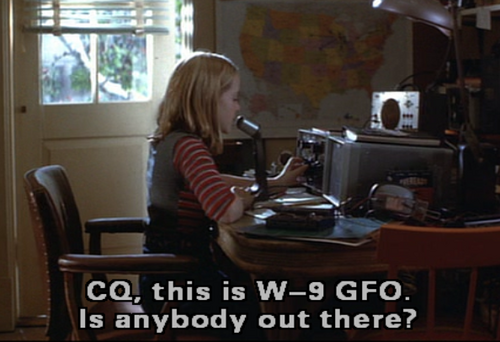 CQ, this is W–9 GFO.
Is anybody out there?